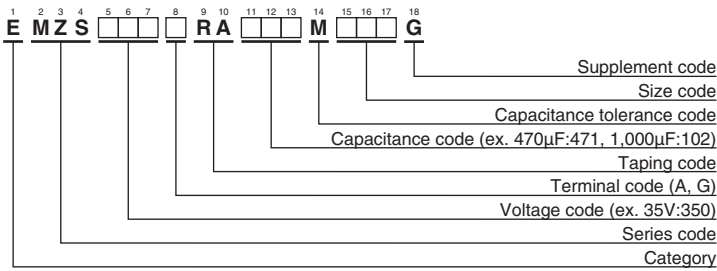 1 2 3 4 5 6 7 8 9 10 11 12 13 14 15 16 17 18
E M Z S R A M G
Supplement code
Size code
Capacitance tolerance code
Capacitance code (ex. 470µF:471, 1,000µF:102)
Taping code
Terminal code (A, G)
Voltage code (ex. 35V:350)
Series code
Category